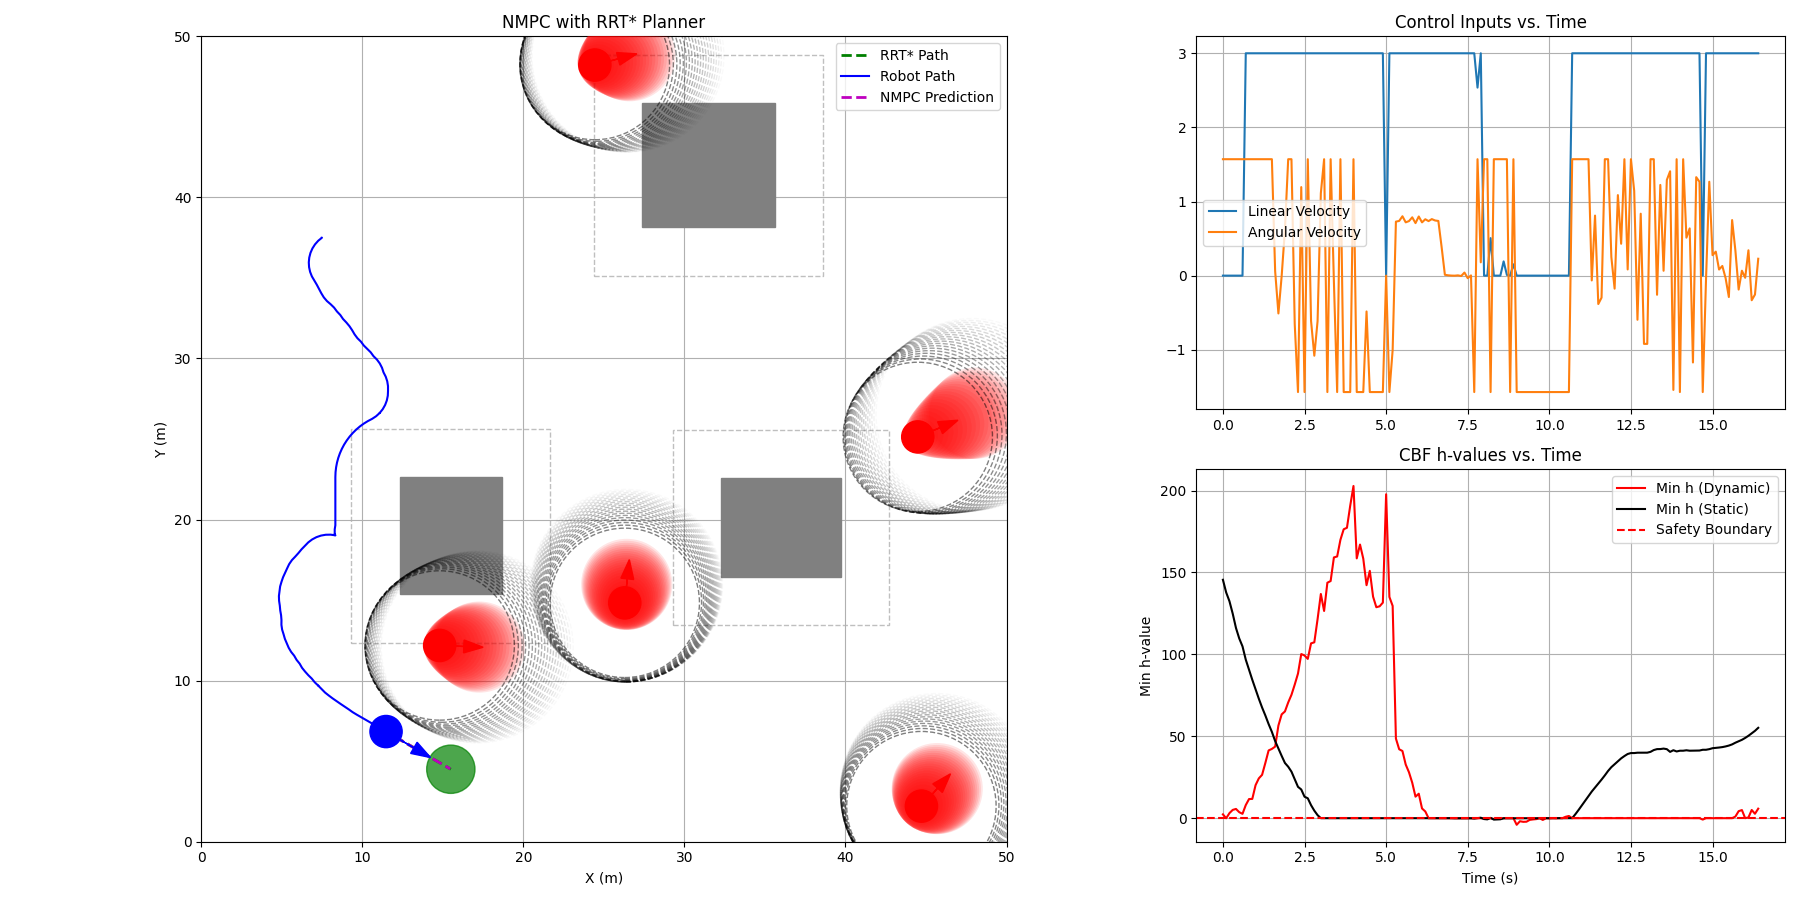 NMPC with RRT* Planner
RRT* Path
Robot Path
NMPC Prediction
50
40
30
20
10
0
Y (m)
0 10 20 30 40 50
X (m)
Control Inputs vs. Time
3
2
1
0
−1
Linear Velocity
Angular Velocity
0.0 2.5 5.0 7.5 10.0 12.5 15.0
CBF h-values vs. Time
Min h (Dynamic)
Min h (Static)
Safety Boundary
200
150
100
50
0
Min h-value
0.0 2.5 5.0 7.5 10.0 12.5 15.0
Time (s)